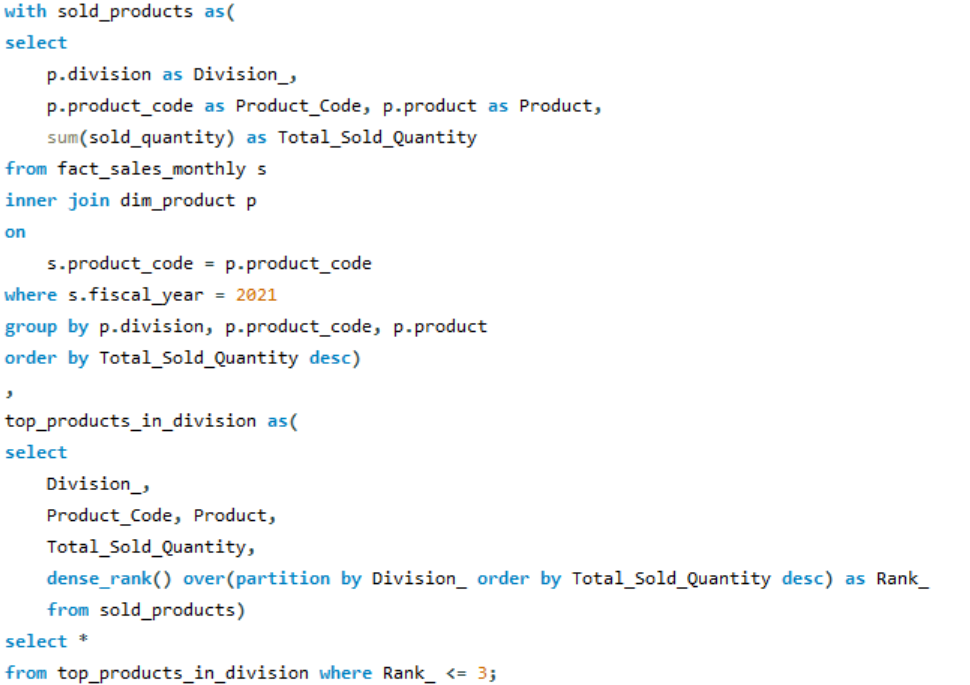 with sold_products as(
select
    p.division as Division_,
    p.product_code as Product_Code, p.product as Product,
    sum(sold_quantity) as Total_Sold_Quantity
from fact_sales_monthly s
inner join dim_product p
on
    s.product_code = p.product_code
where s.fiscal_year = 2021
group by p.division, p.product_code, p.product
order by Total_Sold_Quantity desc)
,
top_products_in_division as(
select
    Division_,
    Product_Code, Product,
    Total_Sold_Quantity,
    dense_rank() over(partition by Division_ order by Total_Sold_Quantity desc) as Rank_
    from sold_products)
select *
from top_products_in_division where Rank_ <= 3;